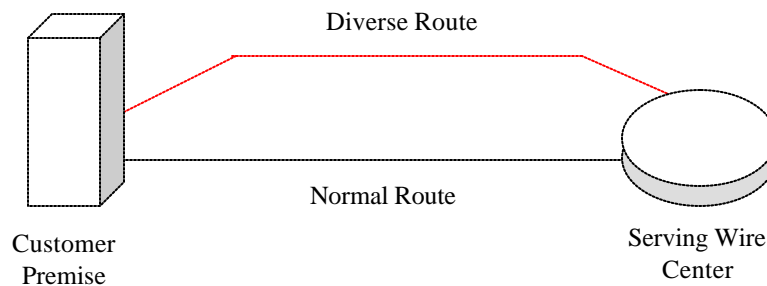 Diverse Route
Normal Route
Customer
Premise
Serving Wire
Center